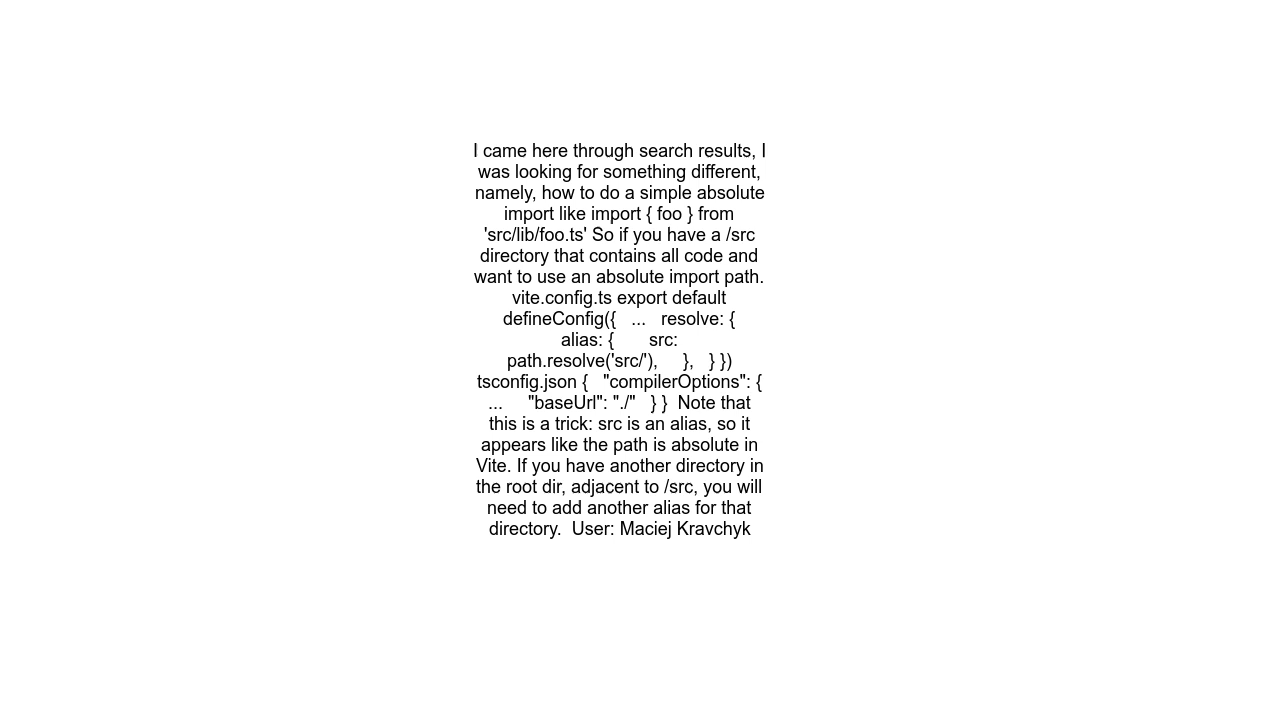 I came here through search results, I
was looking for something different,
namely, how to do a simple absolute
import like import { foo } from
'src/lib/foo.ts' So if you have a /src
directory that contains all code and
want to use an absolute import path.
vite.config.ts export default
defineConfig({   ...   resolve: {
alias: {       src:
path.resolve('src/'),     },   } })
tsconfig.json {   "compilerOptions": {
...     "baseUrl": "./"   } }  Note that
this is a trick: src is an alias, so it
appears like the path is absolute in
Vite. If you have another directory in
the root dir, adjacent to /src, you will
need to add another alias for that
directory.  User: Maciej Kravchyk